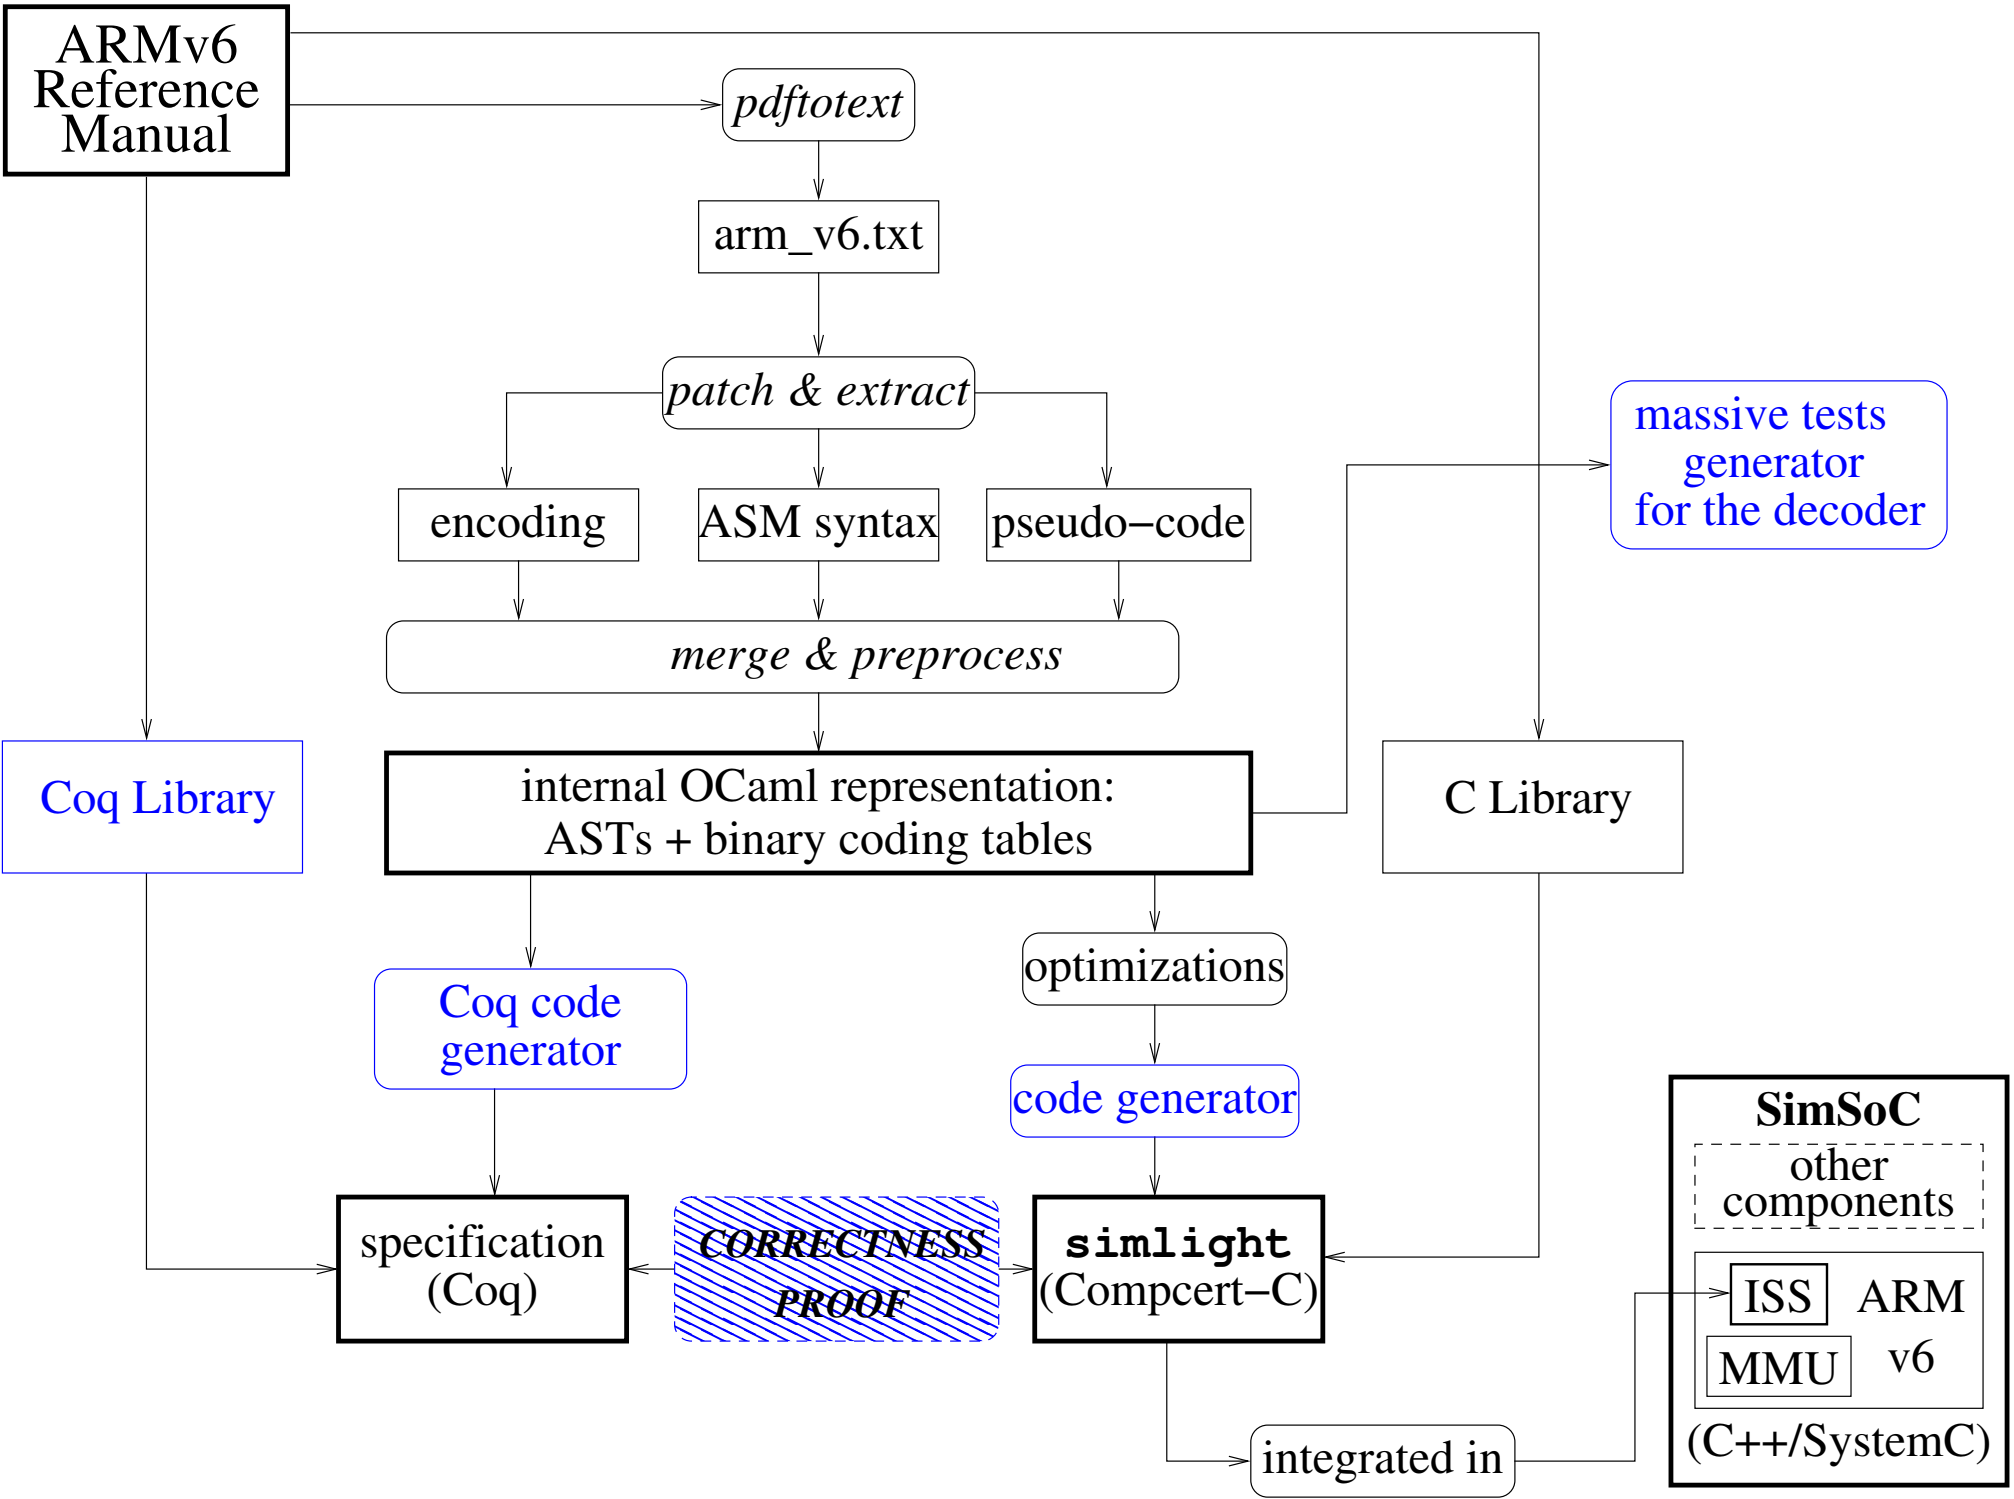 ARMv6
Reference
Manual
pdftotext
arm_v6.txt
patch & extract
massive tests
generator
for the decoder
encoding
ASM syntax
pseudo−code
merge & preprocess
Coq Library
internal OCaml representation:
ASTs + binary coding tables
C Library
optimizations
Coq code
generator
code generator
SimSoC
other
components
specification
(Coq)
CORRECTNESS
PROOF
simlight
(Compcert−C)
ISS
ARM
v6
MMU
(C++/SystemC)
integrated in